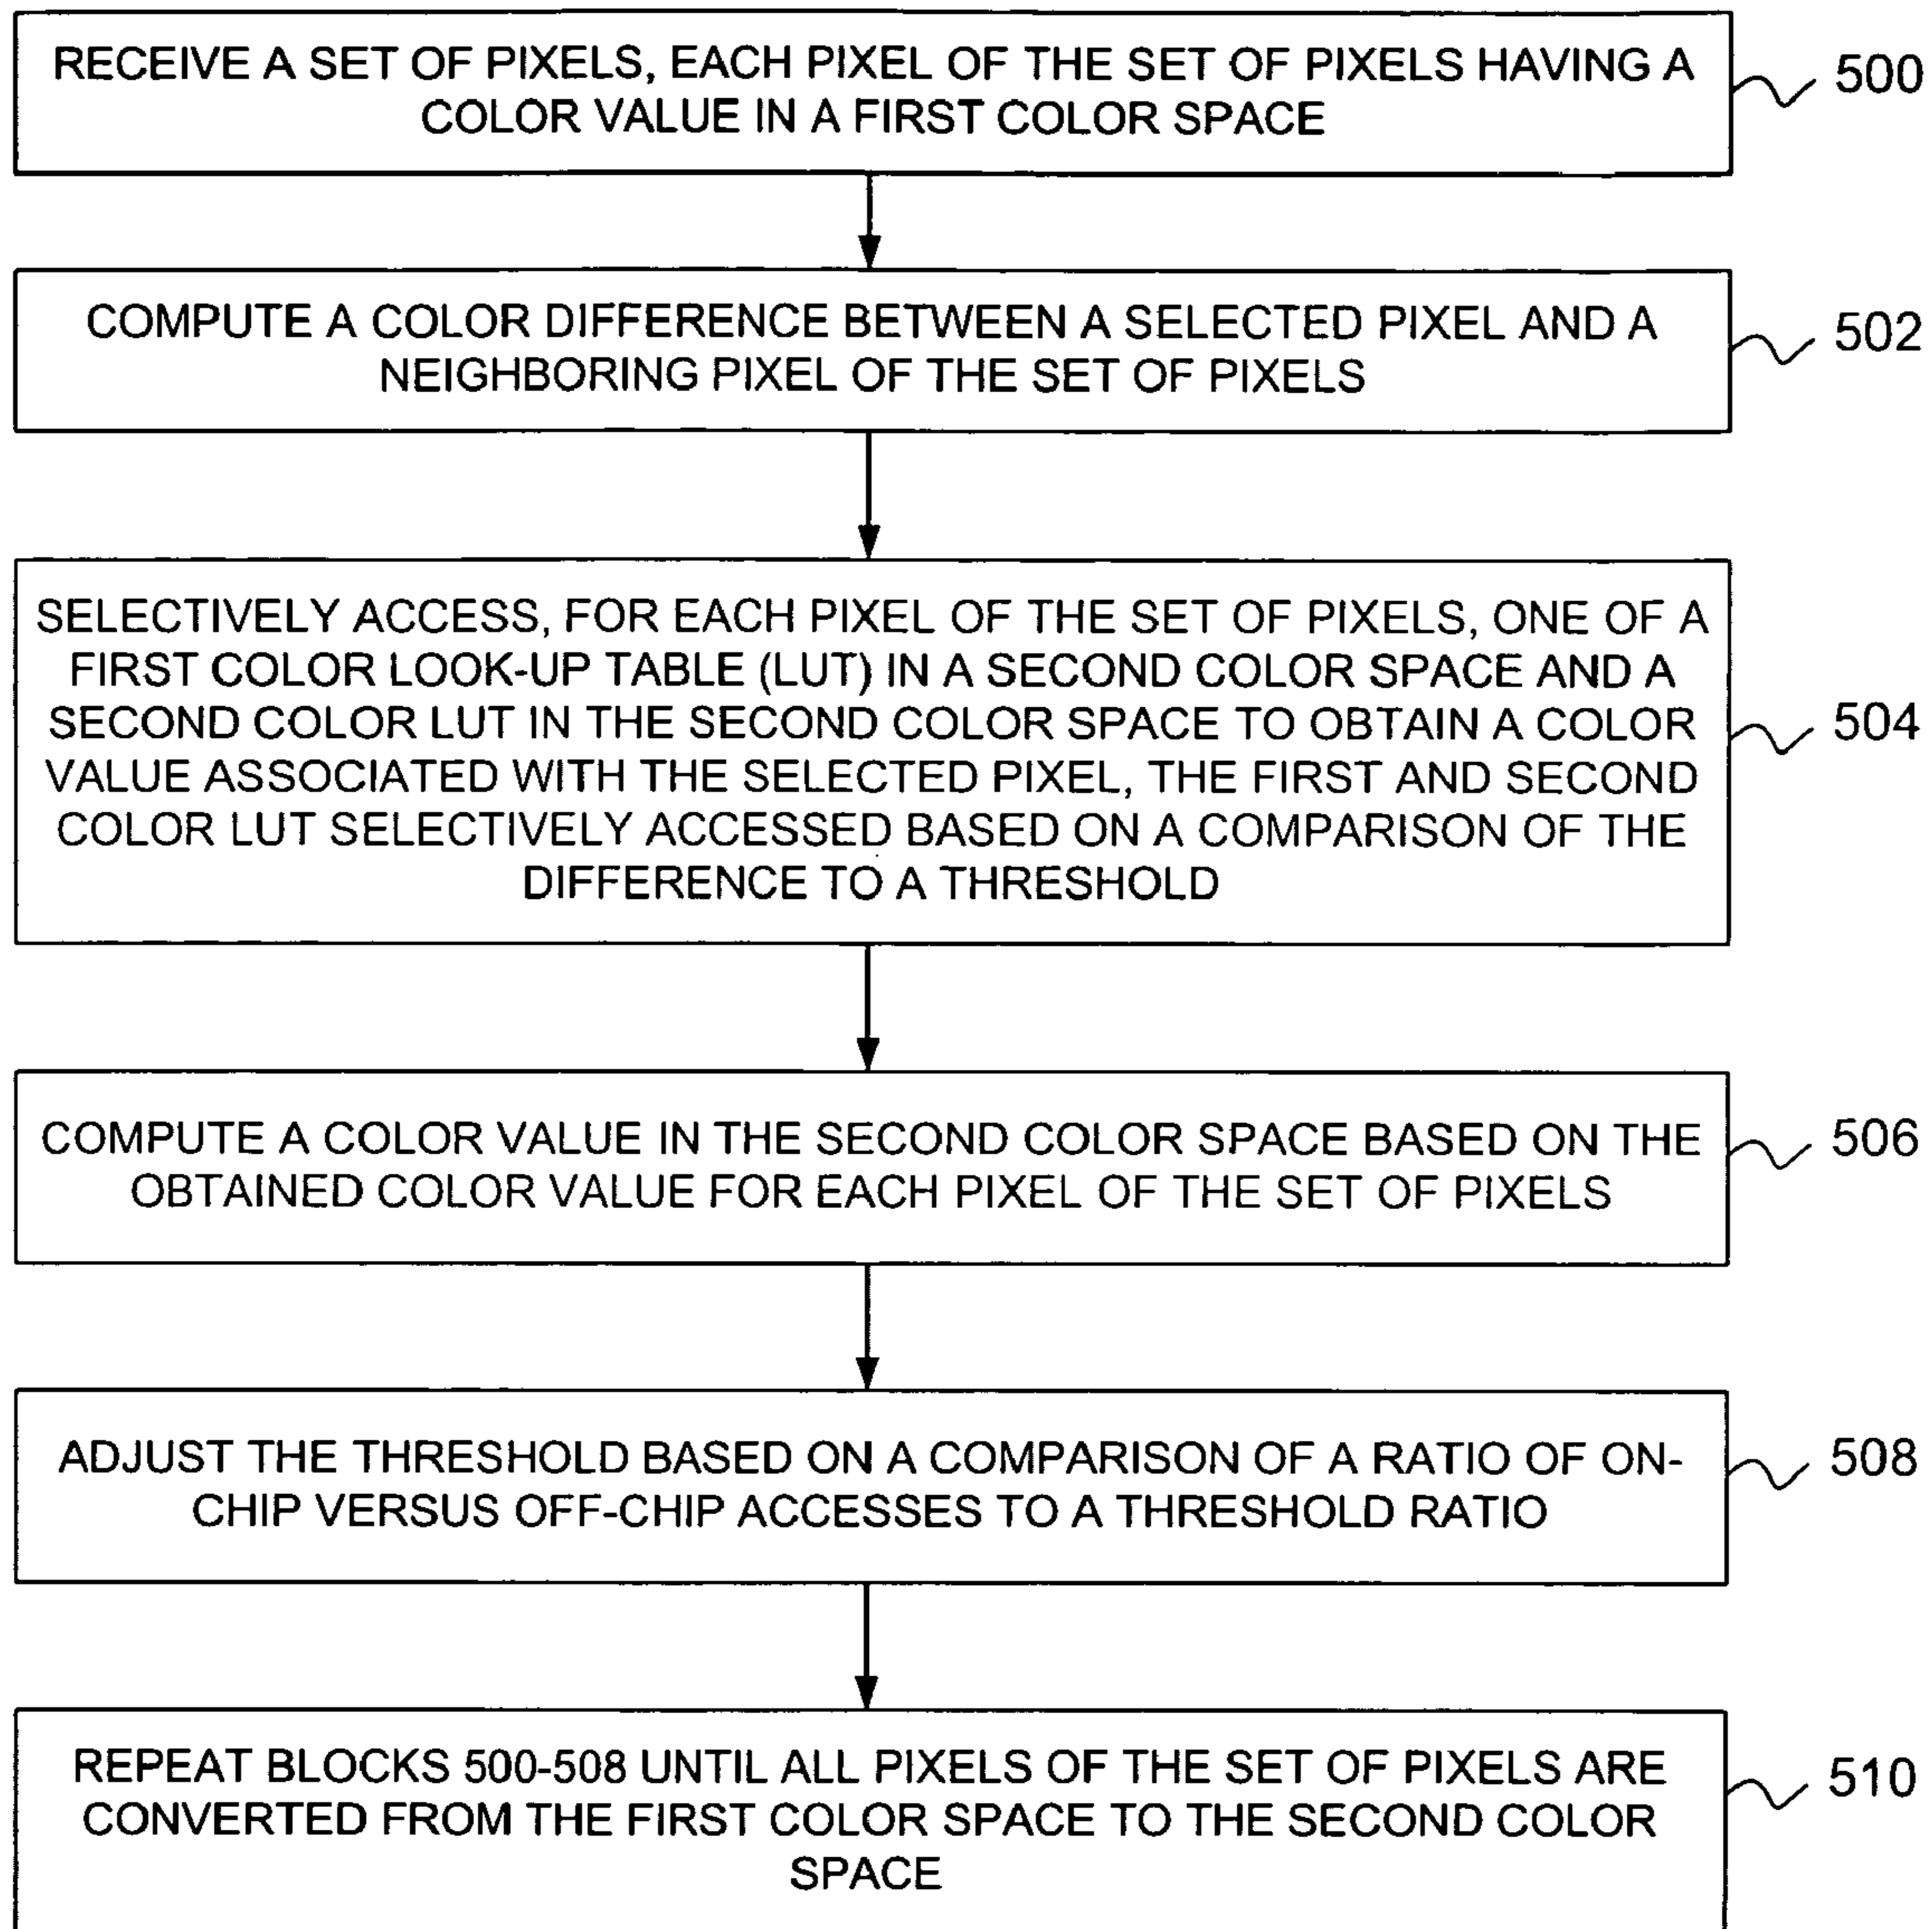 RECEIVE A SET OF PIXELS, EACH PIXEL OF THE SET OF PIXELS HAVING A
COLOR VALUE IN A FIRST COLOR SPACE
500
COMPUTE A COLOR DIFFERENCE BETWEEN A SELECTED PIXEL AND A
NEIGHBORING PIXEL OF THE SET OF PIXELS
502
SELECTIVELY ACCESS, FOR EACH PIXEL OF THE SET OF PIXELS, ONE OF A
FIRST COLOR LOOK-UP TABLE (LUT) IN A SECOND COLOR SPACE AND A
SECOND COLOR LUT IN THE SECOND COLOR SPACE TO OBTAIN A COLOR
VALUE ASSOCIATED WITH THE SELECTED PIXEL, THE FIRST AND SECOND
COLOR LUT SELECTIVELY ACCESSED BASED ON A COMPARISON OF THE
DIFFERENCE TO A THRESHOLD
504
COMPUTE A COLOR VALUE IN THE SECOND COLOR SPACE BASED ON THE
OBTAINED COLOR VALUE FOR EACH PIXEL OF THE SET OF PIXELS
506
ADJUST THE THRESHOLD BASED ON A COMPARISON OF A RATIO OF ON-
CHIP VERSUS OFF-CHIP ACCESSES TO A THRESHOLD RATIO
508
REPEAT BLOCKS 500-508 UNTIL ALL PIXELS OF THE SET OF PIXELS ARE
CONVERTED FROM THE FIRST COLOR SPACE TO THE SECOND COLOR
SPACE
510